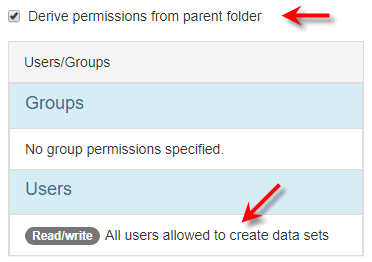 Derive permissions from parent folder
Users/Groups
Groups
No group permissions specified.
Users
Read/write All users allowed to create data sets